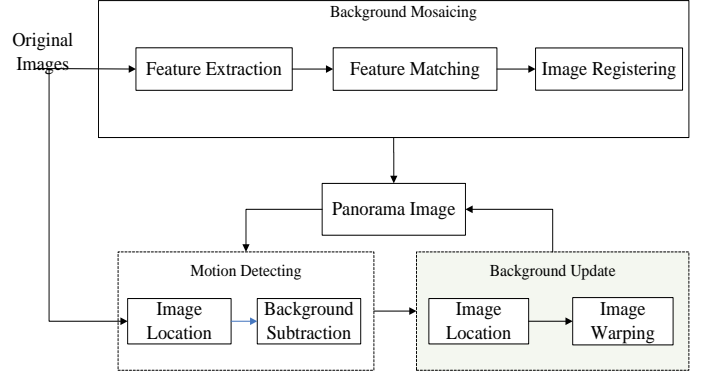 Background Mosaicing
Original
Images
Feature Extraction
Feature Matching
Image Registering
Panorama Image
Motion Detecting
Image
Location
Background
Subtraction
Background Update
Image
Location
Image
Warping